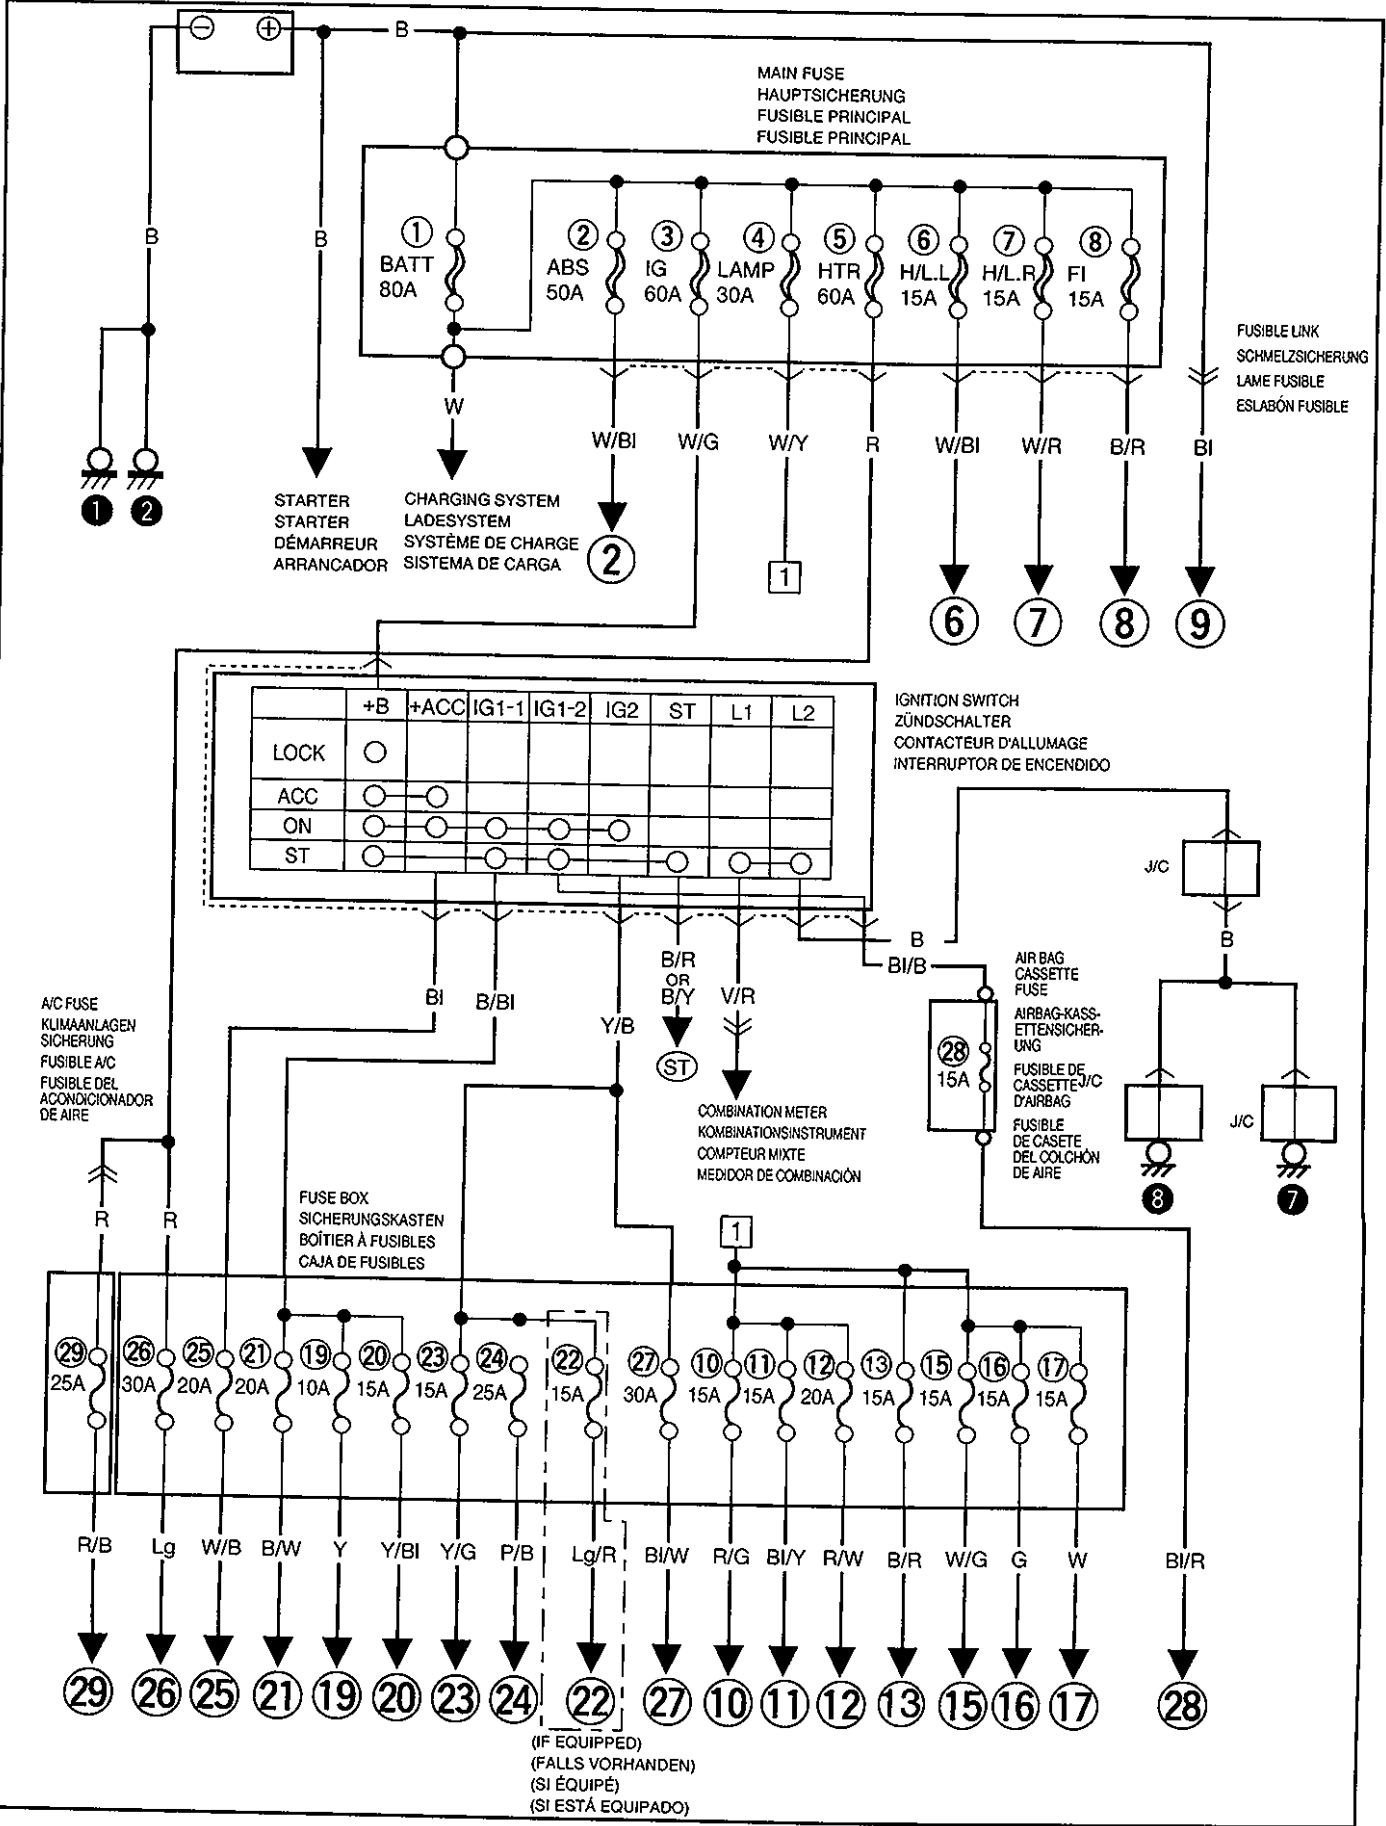 − +
B
MAIN FUSE
HAUPTSICHERUNG
FUSIBLE PRINCIPAL
FUSIBLE PRINCIPAL
B
B
1 BATT 80A
2 ABS 50A
3 IG 60A
4 LAMP 30A
5 HTR 60A
6 H/L.L 15A
7 H/L.R 15A
8 FI 15A
FUSIBLE LINK
SCHMELZSICHERUNG
LAME FUSIBLE
ESLABÓN FUSIBLE
W
W/Bl W/G W/Y R W/Bl W/R B/R Bl
1 2
STARTER
STARTER
DÉMARREUR
ARRANCADOR
CHARGING SYSTEM
LADESYSTEM
SYSTÈME DE CHARGE
SISTEMA DE CARGA
2
1
6 7 8 9
IGNITION SWITCH
ZÜNDSCHALTER
CONTACTEUR D'ALLUMAGE
INTERRUPTOR DE ENCENDIDO
+B +ACC IG1-1 IG1-2 IG2 ST L1 L2
LOCK
ACC
ON
ST
J/C
B
B
Bl/B
Bl
B/Bl
Y/B
B/R
OR
B/Y
V/R
ST
COMBINATION METER
KOMBINATIONSINSTRUMENT
COMPTEUR MIXTE
MEDIDOR DE COMBINACIÓN
AIR BAG
CASSETTE
FUSE
AIRBAG-KASS-
ETTENSICHER-
UNG
FUSIBLE DE
CASSETTE
D'AIRBAG
FUSIBLE
DE CASETE
DEL COLCHÓN
DE AIRE
28
15A
J/C
J/C
8 7
A/C FUSE
KLIMAANLAGEN
SICHERUNG
FUSIBLE A/C
FUSIBLE DEL
ACONDICIONADOR
DE AIRE
R R
FUSE BOX
SICHERUNGSKASTEN
BOÎTIER À FUSIBLES
CAJA DE FUSIBLES
1
29 26 25 21 19 20 23 24 22 27 10 11 12 13 15 16 17
25A 30A 20A 20A 10A 15A 15A 25A 15A 30A 15A 15A 20A 15A 15A 15A 15A
R/B Lg W/B B/W Y Y/Bl Y/G P/B Lg/R Bl/W R/G Bl/Y R/W B/R W/G G W Bl/R
29 26 25 21 19 20 23 24 22 27 10 11 12 13 15 16 17 28
(IF EQUIPPED)
(FALLS VORHANDEN)
(SI ÉQUIPÉ)
(SI ESTÁ EQUIPADO)